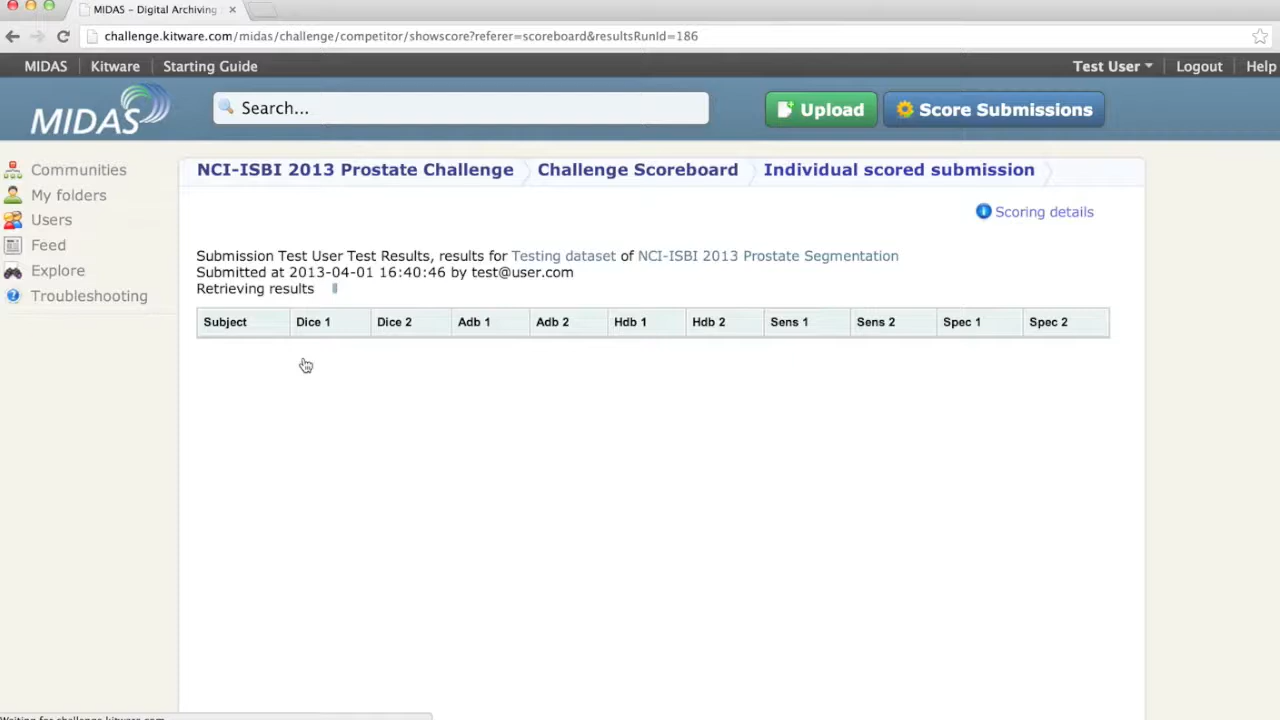 MIDAS – Digital Archiving
challenge.kitware.com/midas/challenge/competitor/showscore?referer=scoreboard&resultsRunId=186
MIDAS Kitware Starting Guide Test User Logout Help
MIDAS Search... Upload Score Submissions
Communities
My folders
Users
Feed
Explore
Troubleshooting
NCI-ISBI 2013 Prostate Challenge Challenge Scoreboard Individual scored submission
Scoring details
Submission Test User Test Results, results for Testing dataset of NCI-ISBI 2013 Prostate Segmentation
Submitted at 2013-04-01 16:40:46 by test@user.com
Retrieving results
Subject Dice 1 Dice 2 Adb 1 Adb 2 Hdb 1 Hdb 2 Sens 1 Sens 2 Spec 1 Spec 2
Waiting for challenge.kitware.com